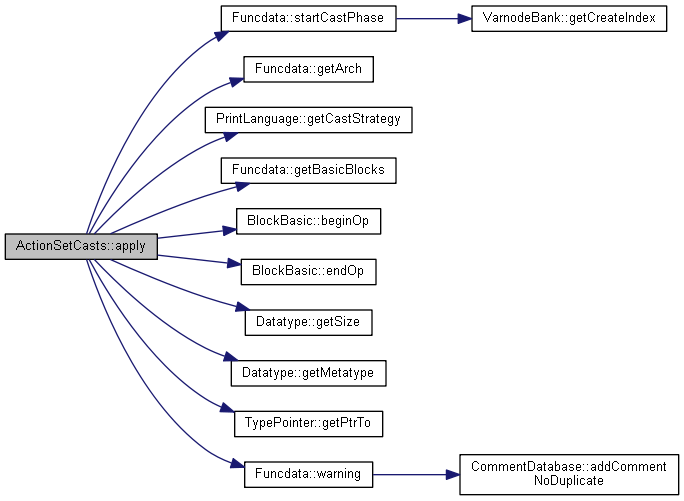 Funcdata::startCastPhase
VarnodeBank::getCreateIndex
Funcdata::getArch
PrintLanguage::getCastStrategy
Funcdata::getBasicBlocks
BlockBasic::beginOp
ActionSetCasts::apply
BlockBasic::endOp
Datatype::getSize
Datatype::getMetatype
TypePointer::getPtrTo
Funcdata::warning
CommentDatabase::addComment
NoDuplicate